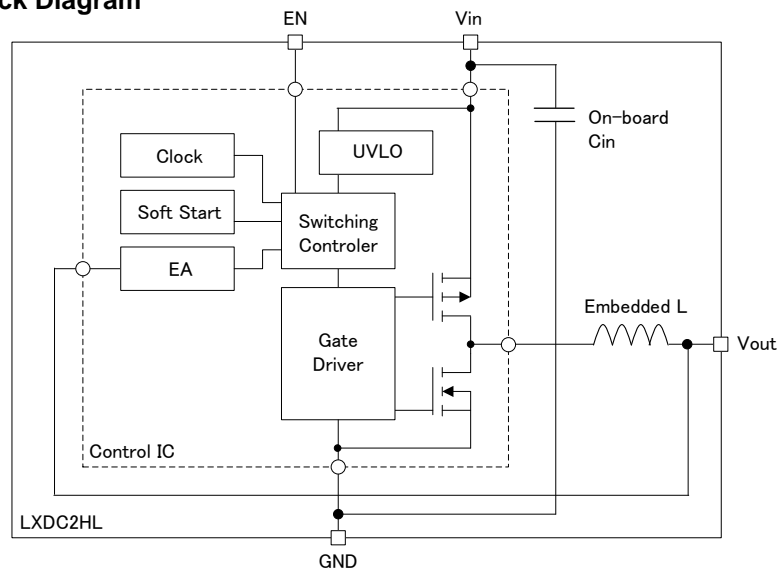 ck Diagram
EN
Vin
On-board
Cin
Clock
UVLO
Soft Start
Switching
Controler
EA
Embedded L
Gate
Driver
Vout
Control IC
LXDC2HL
GND